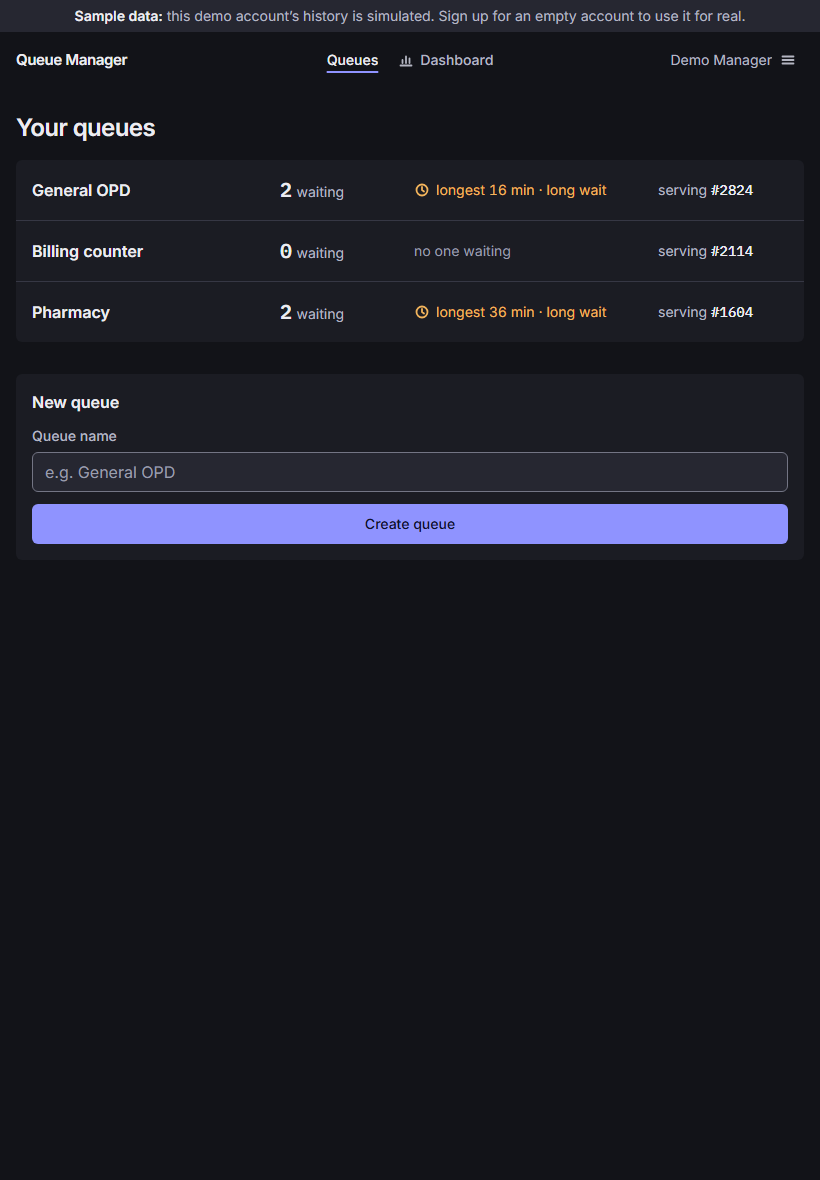 Sample data: this demo account’s history is simulated. Sign up for an empty account to use it for real.
Queue Manager Queues Dashboard Demo Manager
Your queues
General OPD 2 waiting longest 16 min · long wait serving #2824
Billing counter 0 waiting no one waiting serving #2114
Pharmacy 2 waiting longest 36 min · long wait serving #1604
New queue
Queue name
e.g. General OPD
Create queue